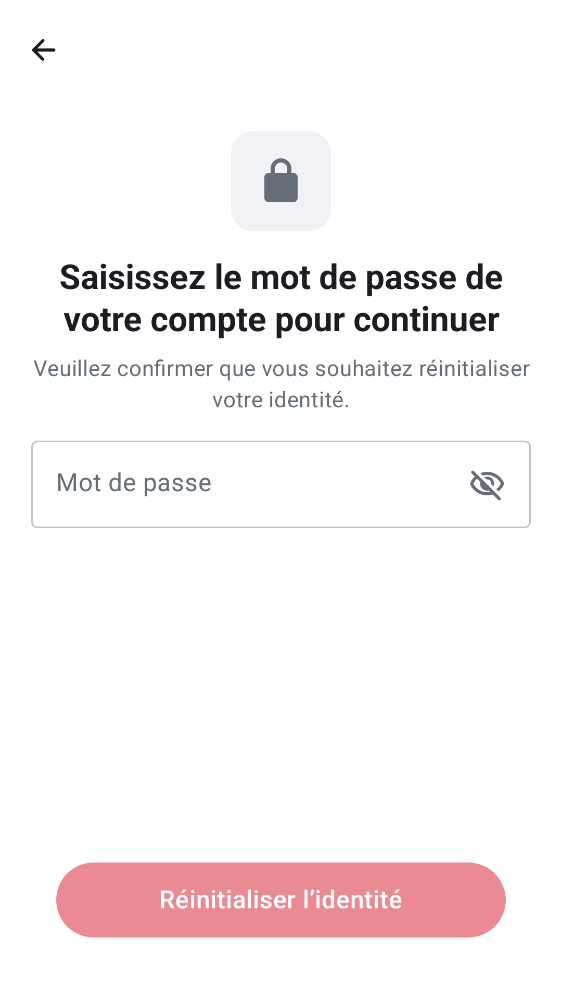 Saisissez le mot de passe de
votre compte pour continuer
Veuillez confirmer que vous souhaitez réinitialiser
votre identité.
Mot de passe
Réinitialiser l’identité